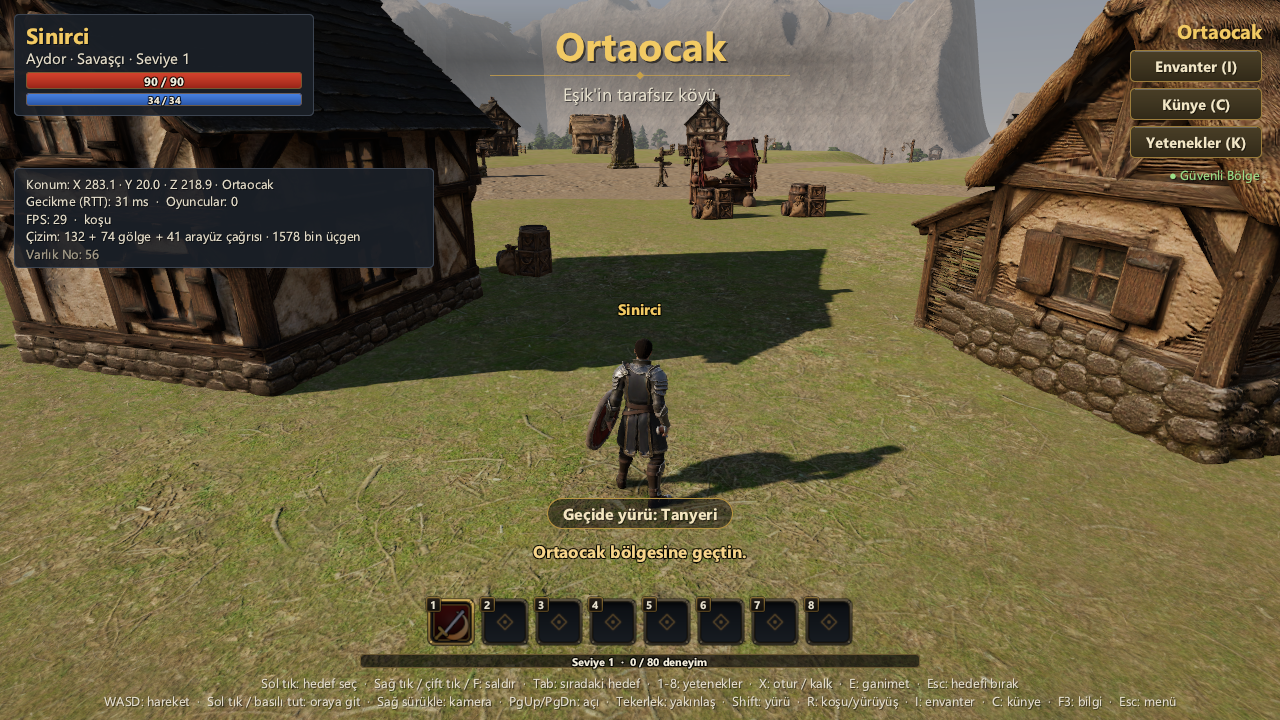 Sinirci
Aydor · Savaşçı · Seviye 1
90 / 90
34 / 34
Ortaocak
Eşik'in tarafsız köyü
Ortaocak
Envanter (I)
Künye (C)
Yetenekler (K)
● Güvenli Bölge
Konum: X 283.1 · Y 20.0 · Z 218.9 · Ortaocak
Gecikme (RTT): 31 ms · Oyuncular: 0
FPS: 29 · koşu
Çizim: 132 + 74 gölge + 41 arayüz çağrısı · 1578 bin üçgen
Varlık No: 56
Sinirci
Geçide yürü: Tanyeri
Ortaocak bölgesine geçtin.
1 2 3 4 5 6 7 8
Seviye 1 · 0 / 80 deneyim
Sol tık: hedef seç · Sağ tık / çift tık / F: saldır · Tab: sıradaki hedef · 1-8: yetenekler · X: otur / kalk · E: ganimet · Esc: hedefi bırak
WASD: hareket · Sol tık / basılı tut: oraya git · Sağ sürükle: kamera · PgUp/PgDn: açı · Tekerlek: yakınlaş · Shift: yürü · R: koşu/yürüyüş · I: envanter · C: künye · F3: bilgi · Esc: menü